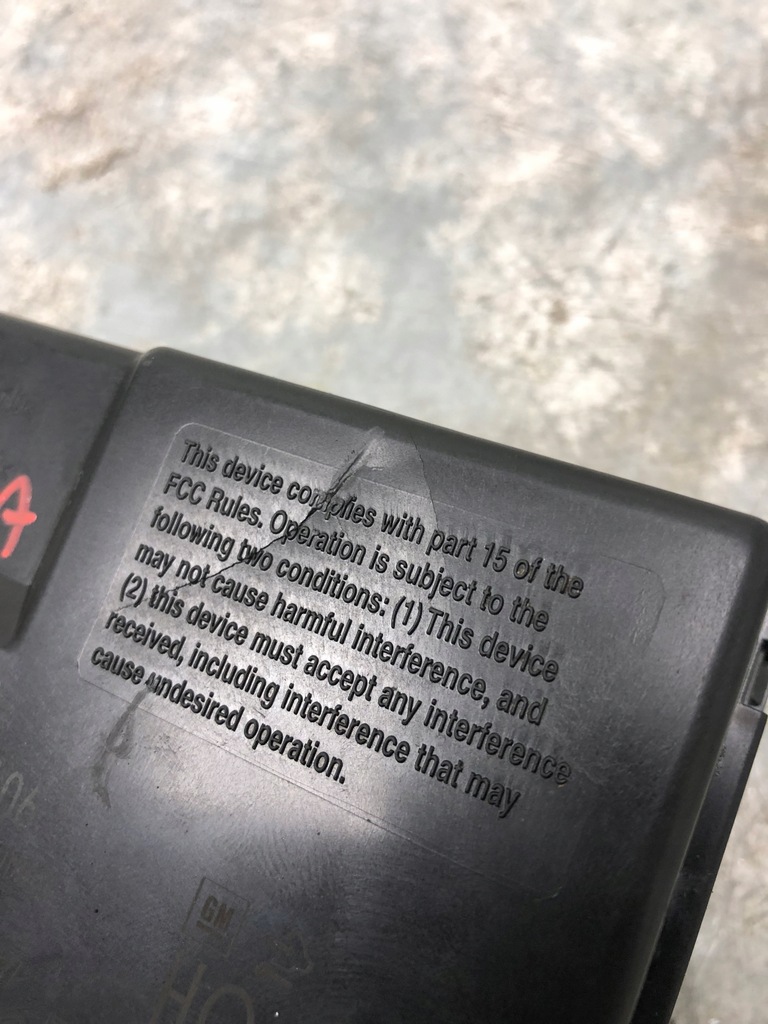 This device complies with part 15 of the
FCC Rules. Operation is subject to the
following two conditions: (1) This device
may not cause harmful interference, and
(2) this device must accept any interference
received, including interference that may
cause undesired operation.
A
GM